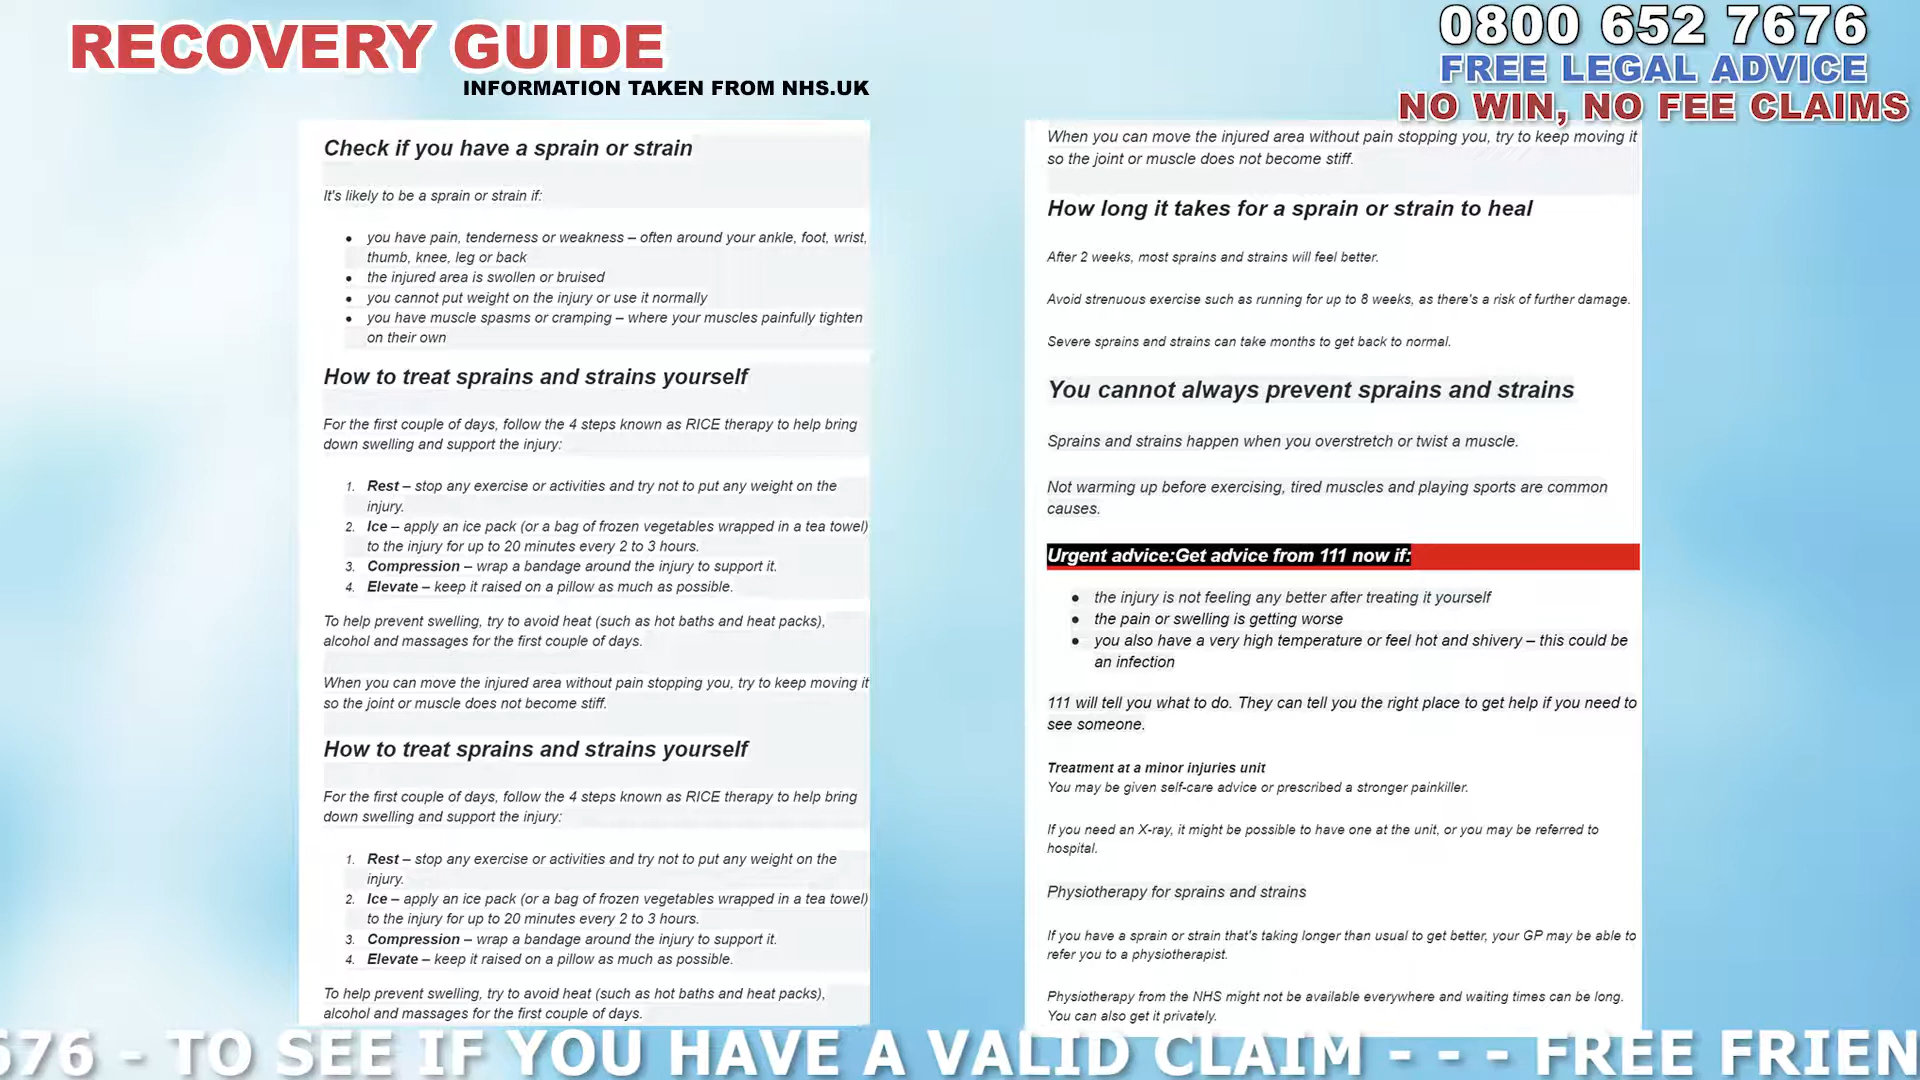 RECOVERY GUIDE
INFORMATION TAKEN FROM NHS.UK
0800 652 7676
FREE LEGAL ADVICE
NO WIN, NO FEE CLAIMS
Check if you have a sprain or strain
It's likely to be a sprain or strain if:
• you have pain, tenderness or weakness – often around your ankle, foot, wrist,
thumb, knee, leg or back
• the injured area is swollen or bruised
• you cannot put weight on the injury or use it normally
• you have muscle spasms or cramping – where your muscles painfully tighten
on their own
How to treat sprains and strains yourself
For the first couple of days, follow the 4 steps known as RICE therapy to help bring
down swelling and support the injury:
1. Rest – stop any exercise or activities and try not to put any weight on the
injury.
2. Ice – apply an ice pack (or a bag of frozen vegetables wrapped in a tea towel)
to the injury for up to 20 minutes every 2 to 3 hours.
3. Compression – wrap a bandage around the injury to support it.
4. Elevate – keep it raised on a pillow as much as possible.
To help prevent swelling, try to avoid heat (such as hot baths and heat packs),
alcohol and massages for the first couple of days.
When you can move the injured area without pain stopping you, try to keep moving it
so the joint or muscle does not become stiff.
How to treat sprains and strains yourself
For the first couple of days, follow the 4 steps known as RICE therapy to help bring
down swelling and support the injury:
1. Rest – stop any exercise or activities and try not to put any weight on the
injury.
2. Ice – apply an ice pack (or a bag of frozen vegetables wrapped in a tea towel)
to the injury for up to 20 minutes every 2 to 3 hours.
3. Compression – wrap a bandage around the injury to support it.
4. Elevate – keep it raised on a pillow as much as possible.
To help prevent swelling, try to avoid heat (such as hot baths and heat packs),
alcohol and massages for the first couple of days.
When you can move the injured area without pain stopping you, try to keep moving it
so the joint or muscle does not become stiff.
How long it takes for a sprain or strain to heal
After 2 weeks, most sprains and strains will feel better.
Avoid strenuous exercise such as running for up to 8 weeks, as there's a risk of further damage.
Severe sprains and strains can take months to get back to normal.
You cannot always prevent sprains and strains
Sprains and strains happen when you overstretch or twist a muscle.
Not warming up before exercising, tired muscles and playing sports are common
causes.
Urgent advice:Get advice from 111 now if:
• the injury is not feeling any better after treating it yourself
• the pain or swelling is getting worse
• you also have a very high temperature or feel hot and shivery – this could be
an infection
111 will tell you what to do. They can tell you the right place to get help if you need to
see someone.
Treatment at a minor injuries unit
You may be given self-care advice or prescribed a stronger painkiller.
If you need an X-ray, it might be possible to have one at the unit, or you may be referred to
hospital.
Physiotherapy for sprains and strains
If you have a sprain or strain that's taking longer than usual to get better, your GP may be able to
refer you to a physiotherapist.
Physiotherapy from the NHS might not be available everywhere and waiting times can be long.
You can also get it privately.
676 - TO SEE IF YOU HAVE A VALID CLAIM - - - FREE FRIEN